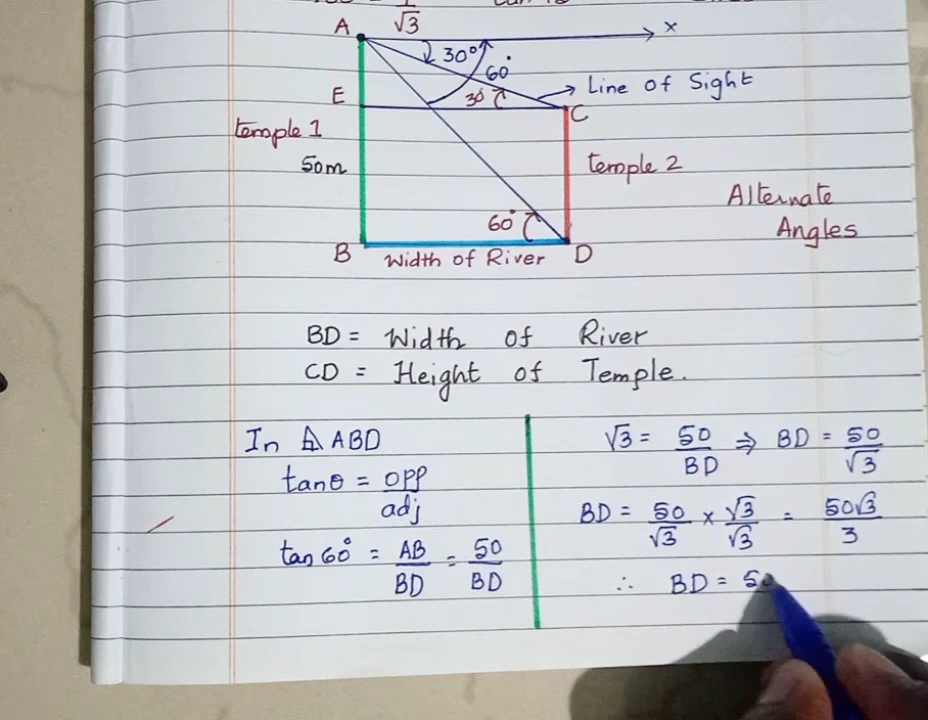 √3
A
x
30°
60°
Line of Sight
E
30°
C
temple 1
50m
temple 2
Alternate
Angles
60°
B
Width of River
D
BD = Width of River
CD = Height of Temple.
In △ ABD
tanθ = opp
adj
tan 60° = AB/BD = 50/BD
√3 = 50/BD ⇒ BD = 50/√3
BD = 50/√3 × √3/√3 = 50√3/3
∴ BD = 50